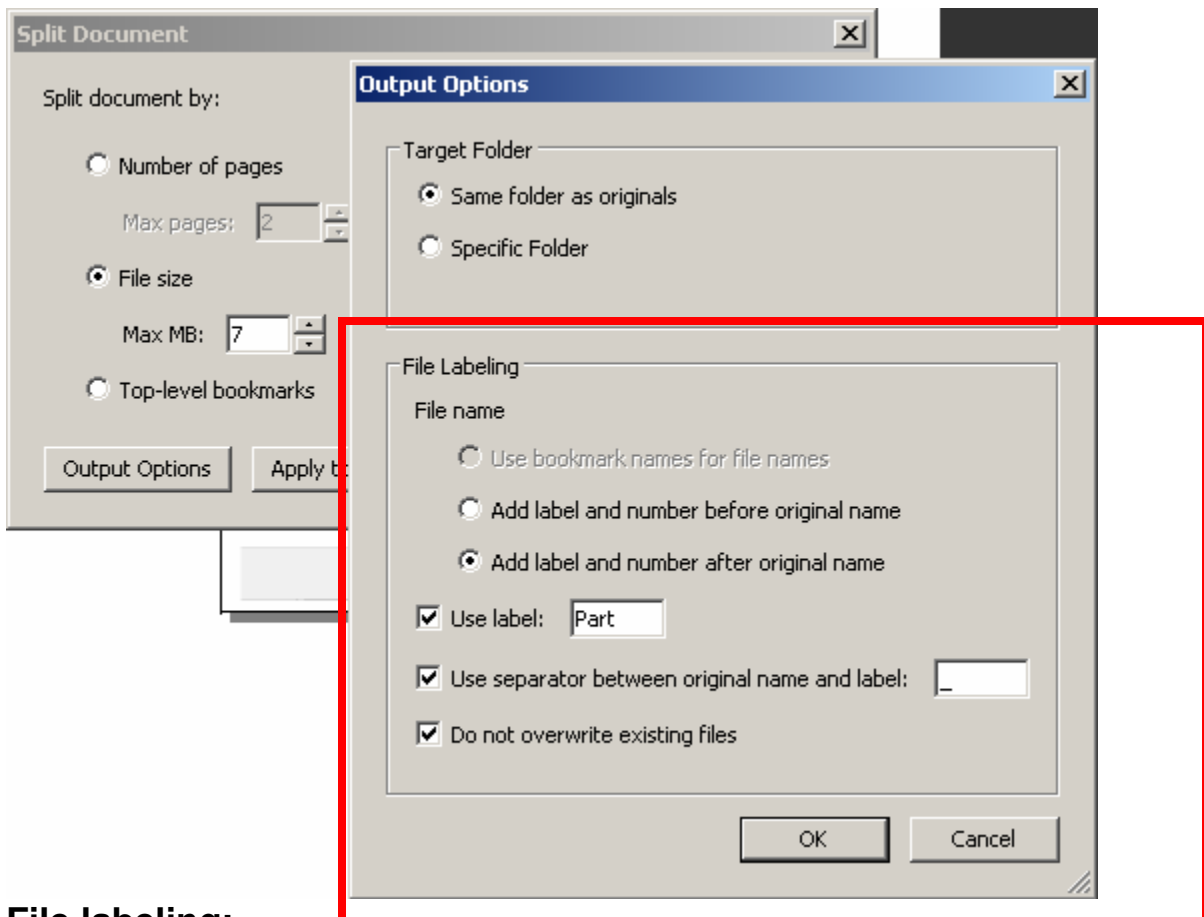 Split Document
Split document by:
Number of pages
Max pages: 2
File size
Max MB: 7
Top-level bookmarks
Output Options
Apply
Output Options
Target Folder
Same folder as originals
Specific Folder
File Labeling
File name
Use bookmark names for file names
Add label and number before original name
Add label and number after original name
Use label: Part
Use separator between original name and label: _
Do not overwrite existing files
OK Cancel
File labeling: